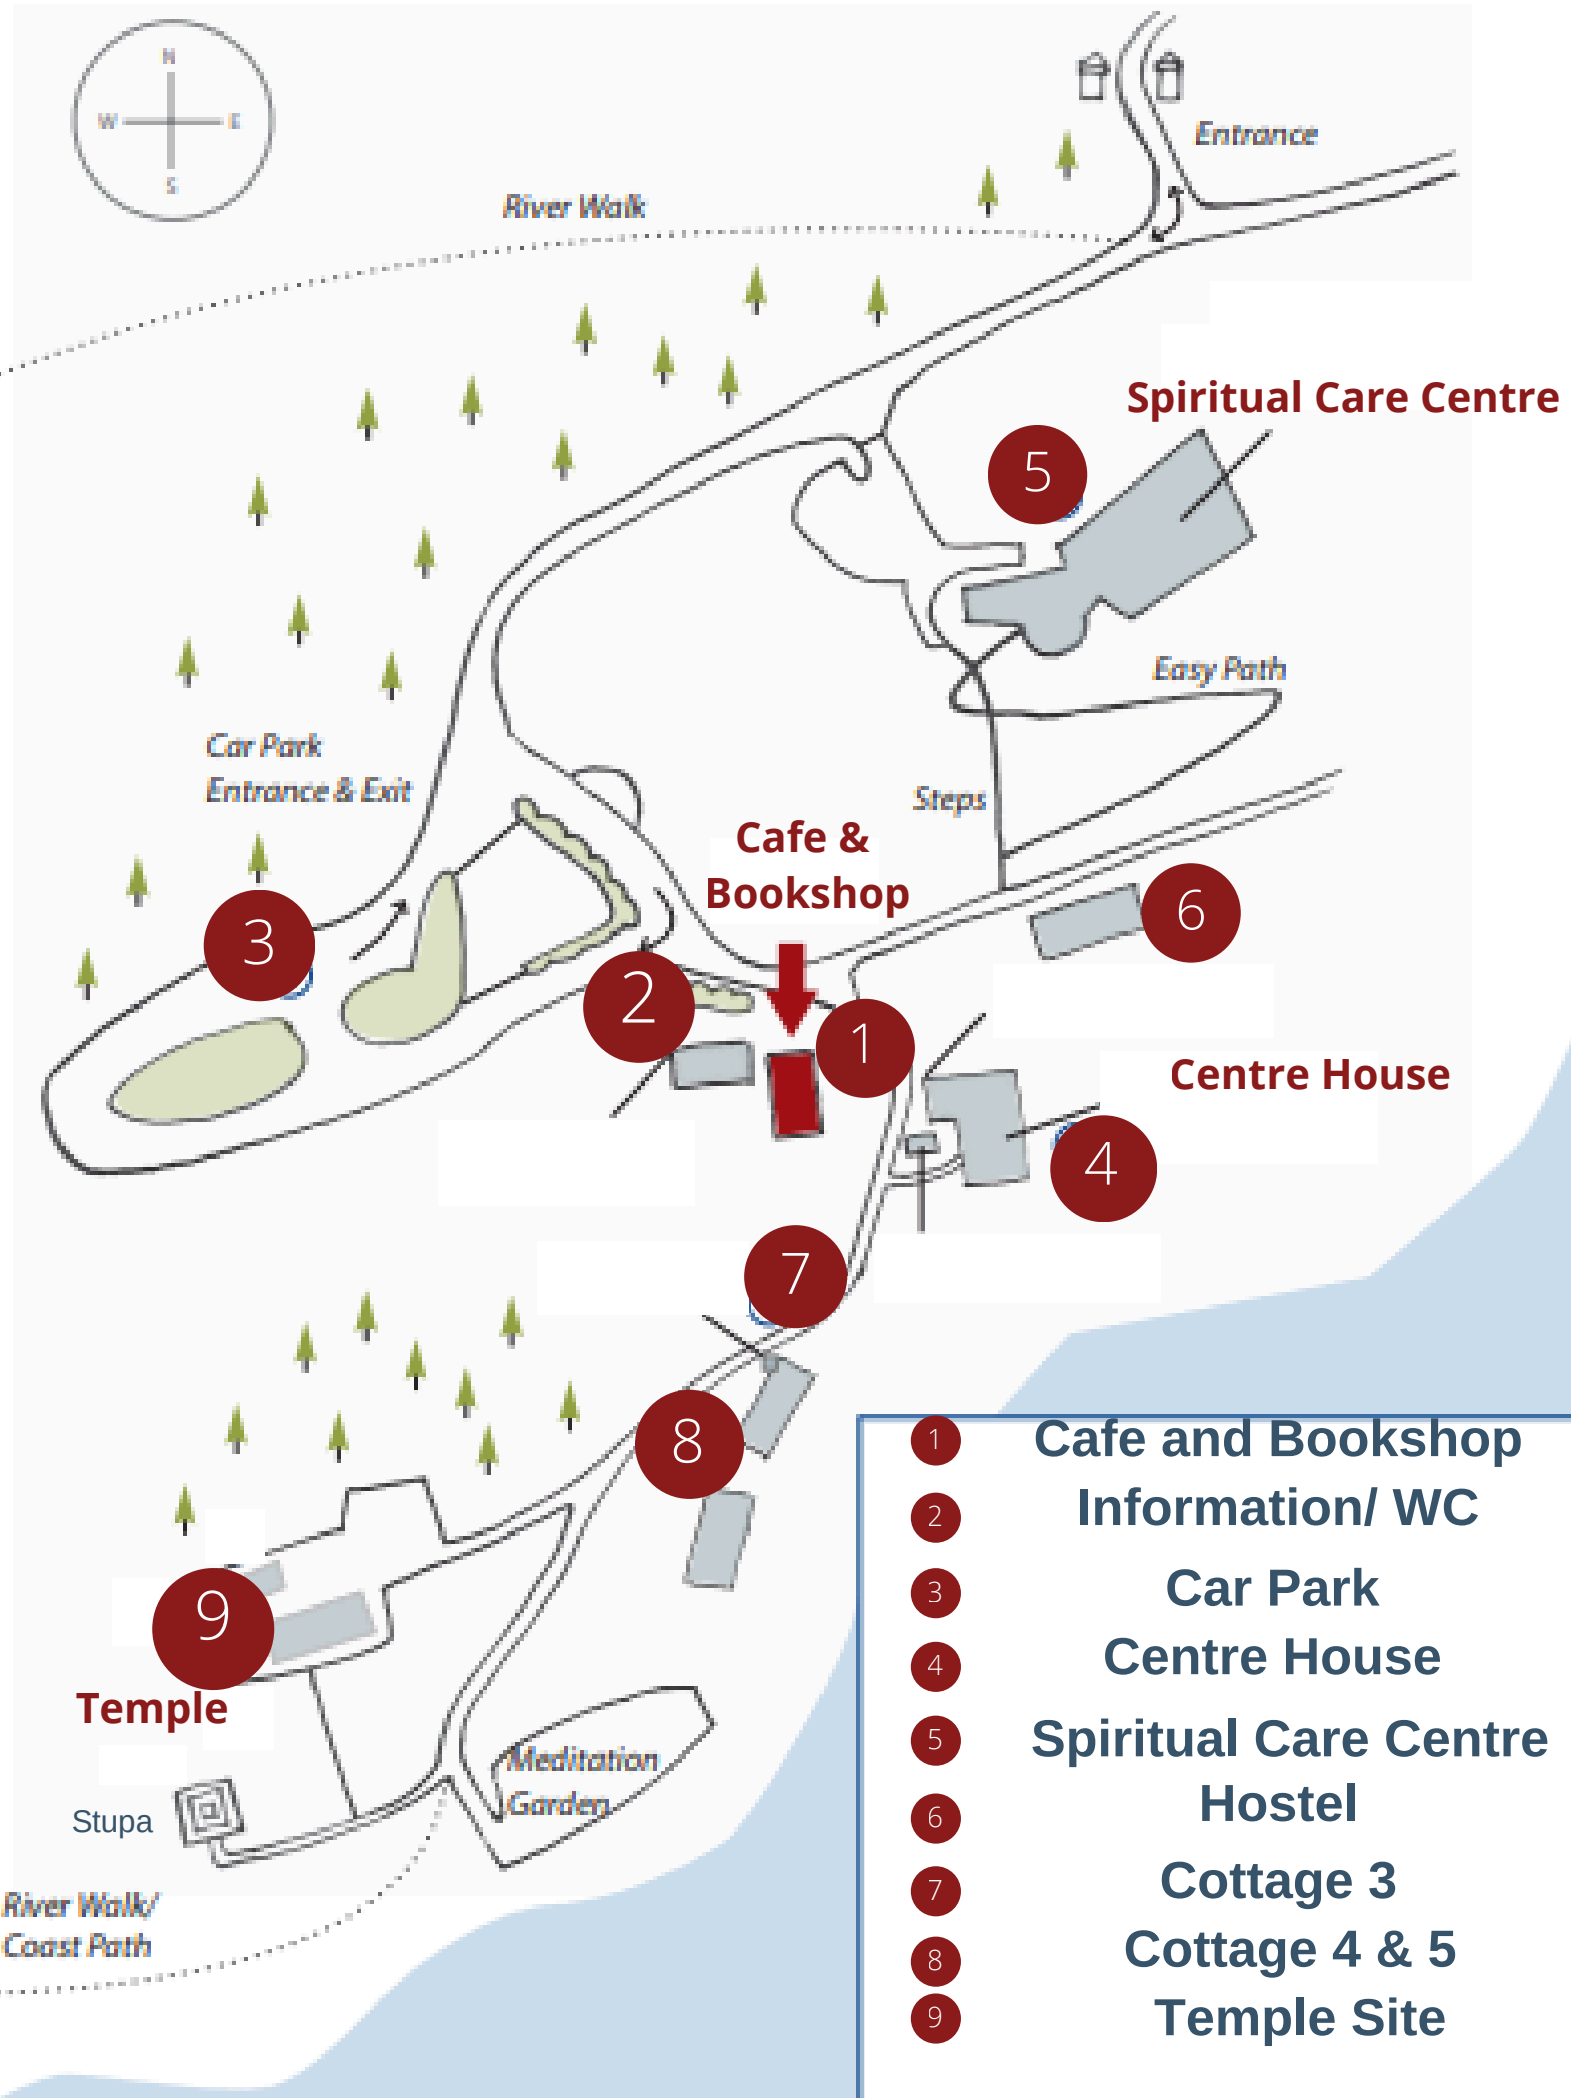 N
W E
S
Entrance
River Walk
Spiritual Care Centre
5
Easy Path
Car Park
Entrance & Exit
Steps
Cafe &
Bookshop
6
3
2
1
Centre House
4
7
8
9
Temple
Meditation
Garden
Stupa
River Walk/
Coast Path
1 Cafe and Bookshop
2 Information/ WC
3 Car Park
4 Centre House
5 Spiritual Care Centre
6 Hostel
7 Cottage 3
8 Cottage 4 & 5
9 Temple Site